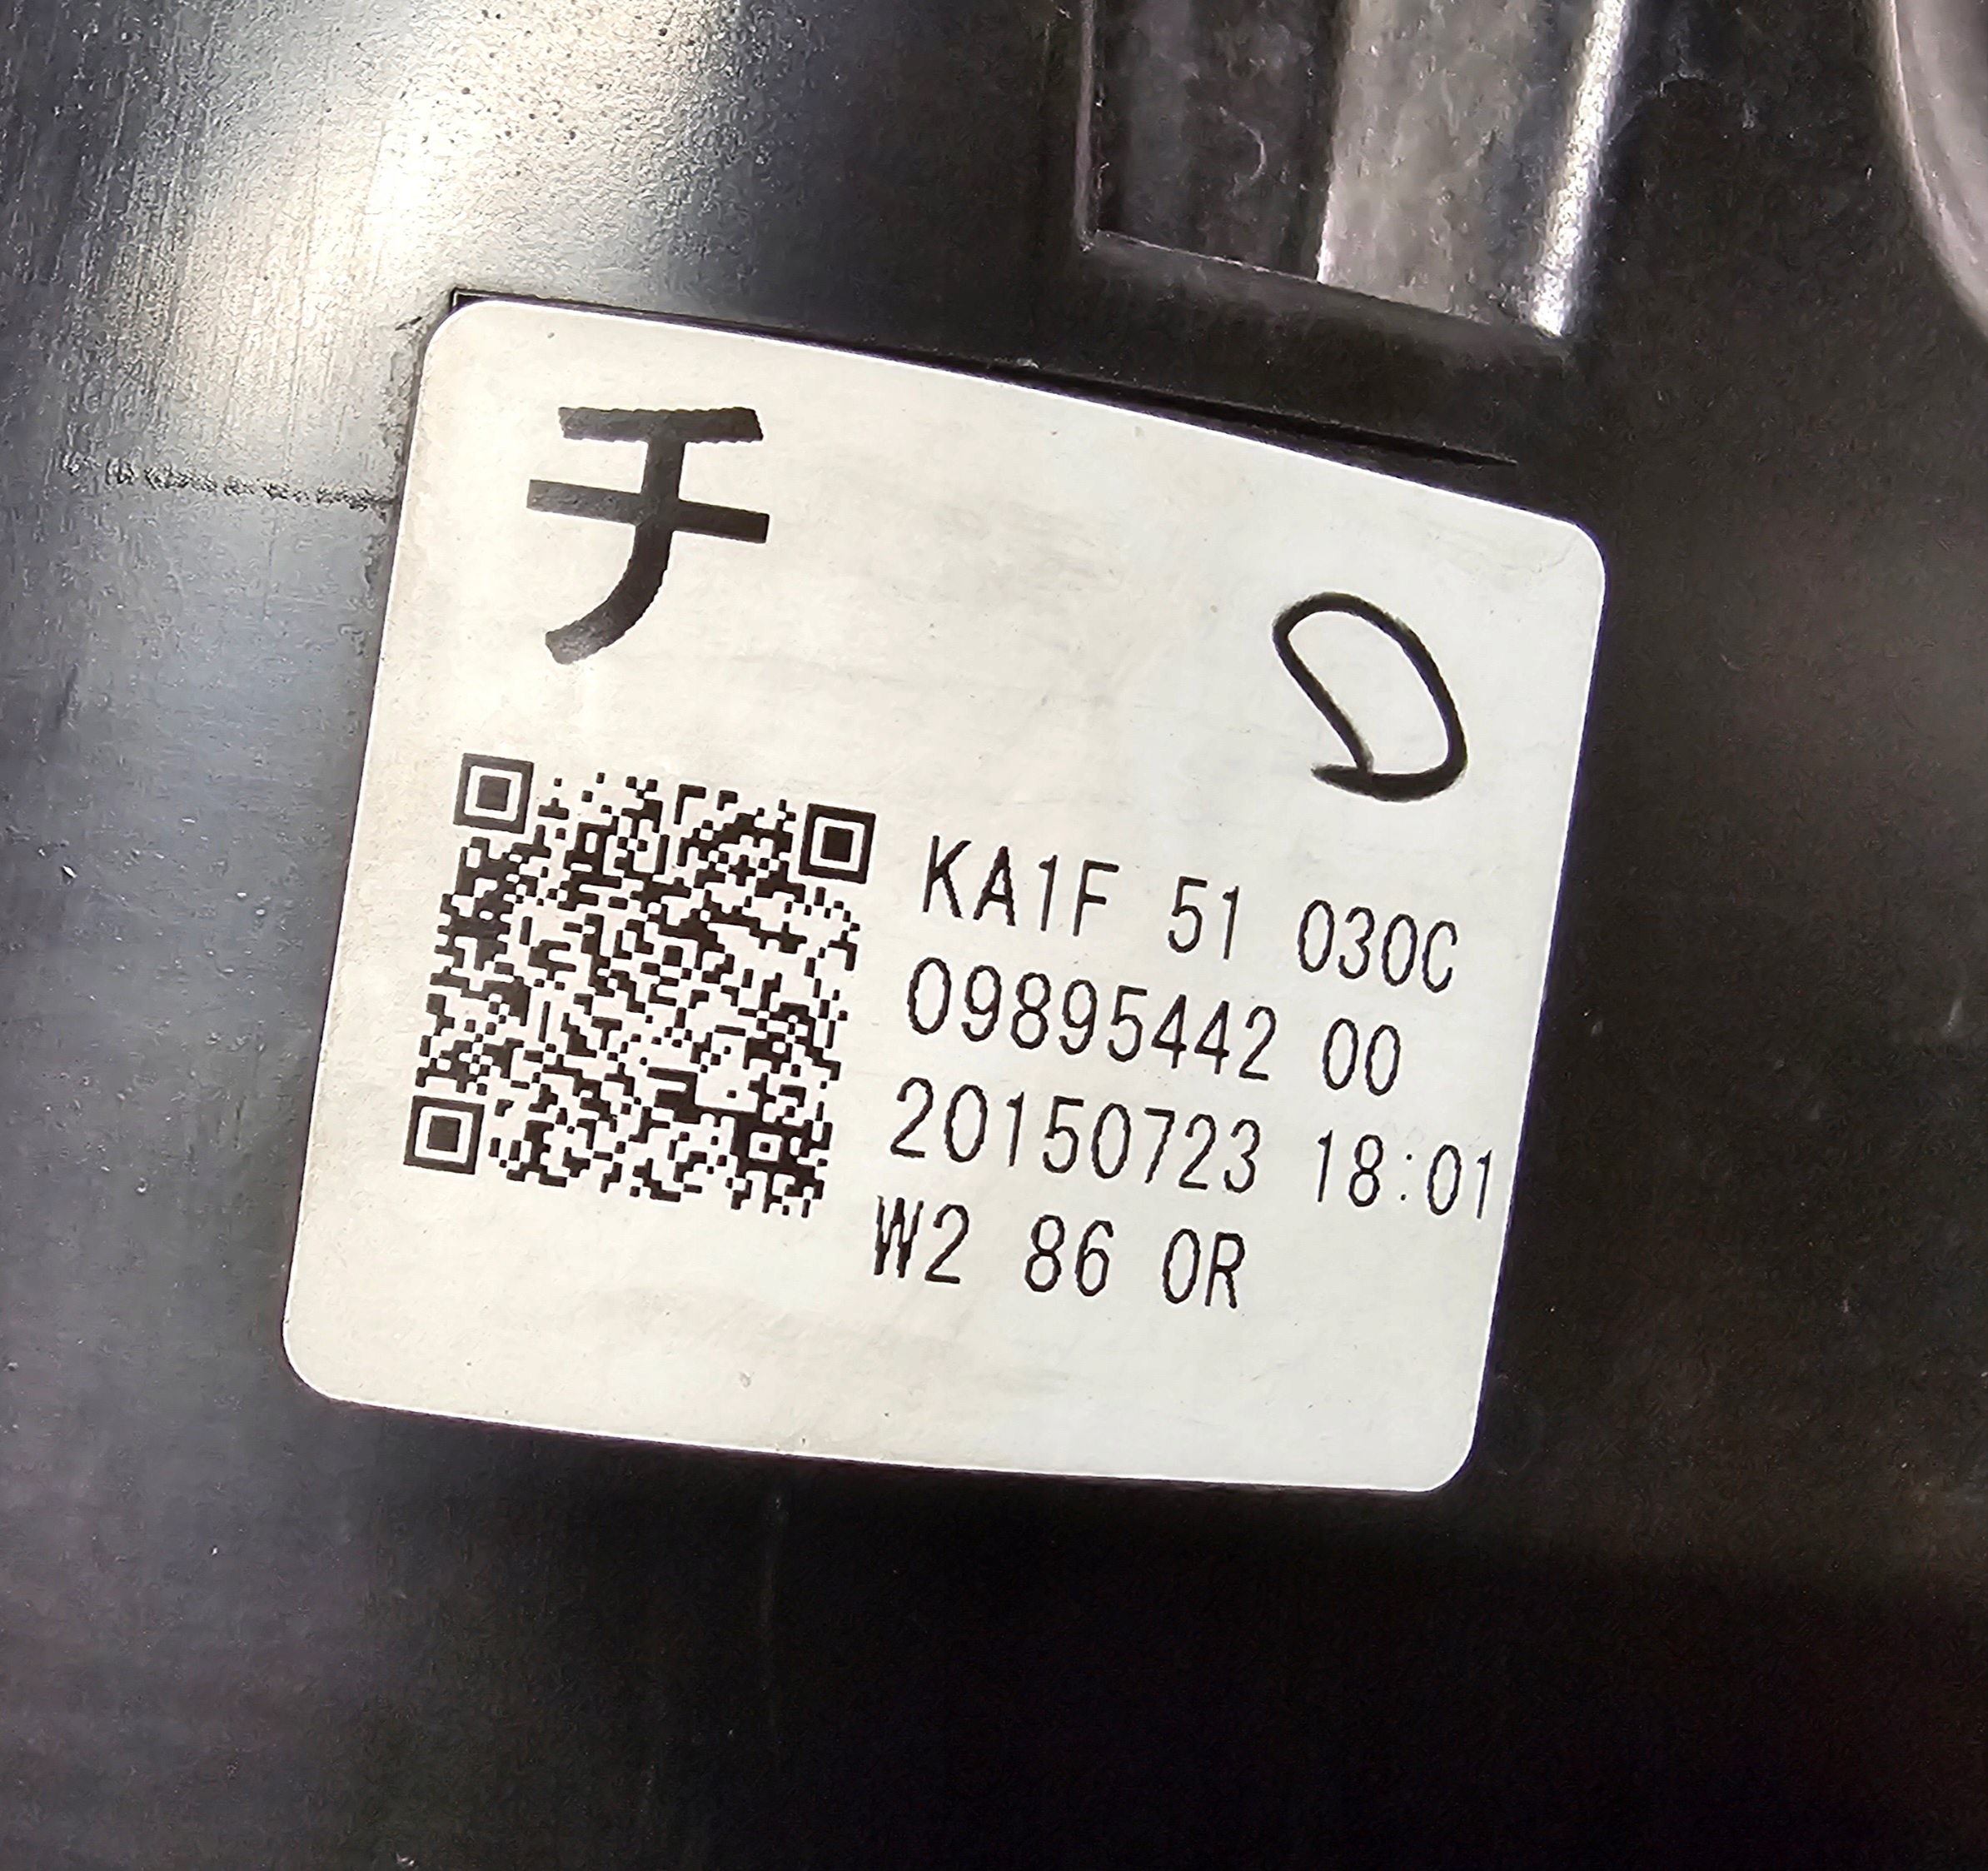 チ
KA1F 51 030C
09895442 00
20150723 18:01
W2 86 0R